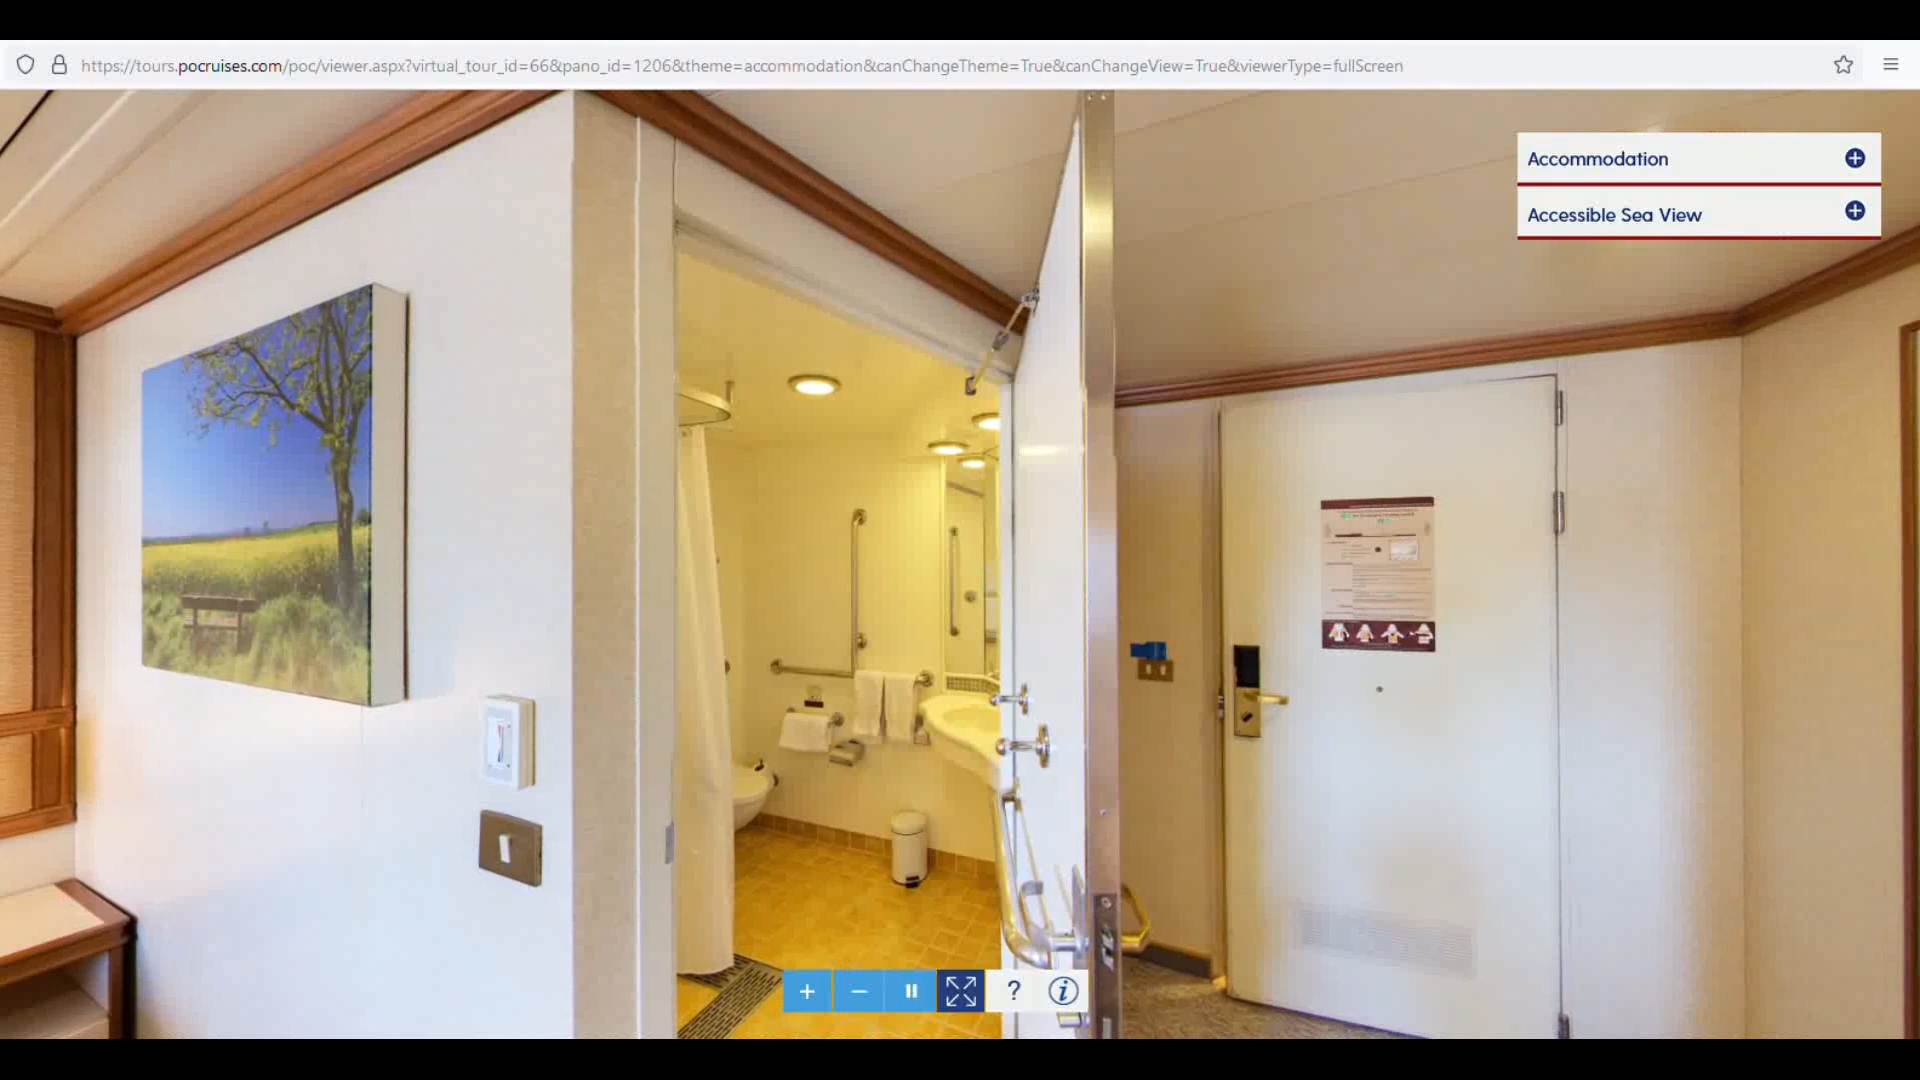 https://tours.pocruises.com/poc/viewer.aspx?virtual_tour_id=66&pano_id=1206&theme=accommodation&canChangeTheme=True&canChangeView=True&viewerType=fullScreen
Accommodation
Accessible Sea View
+ − ? i